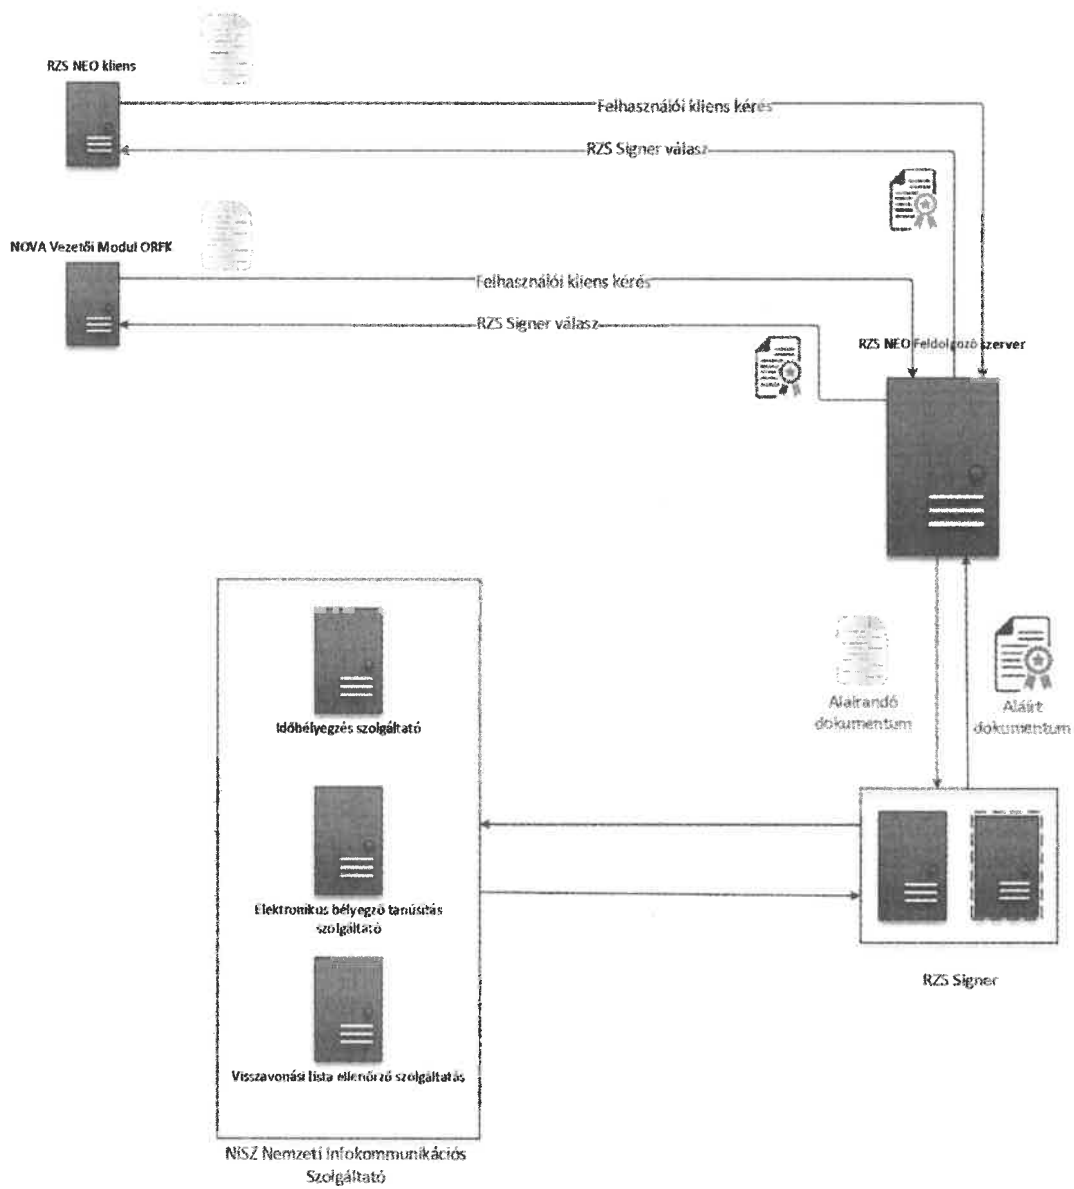 RZS NEO kliens
Felhasználói kliens kérés
RZS Signer válasz
NOVA Vezetői Modul ORFK
Felhasználói kliens kérés
RZS Signer válasz
RZS NEO Feldolgozó szerver
Időbélyegzés szolgáltató
Aláírandó
dokumentum
Aláírt
dokumentum
Elektronikus bélyegző tanúsítás
szolgáltató
RZS Signer
Visszavonási lista ellenőrző szolgáltatás
NISZ Nemzeti Infokommunikációs
Szolgáltató